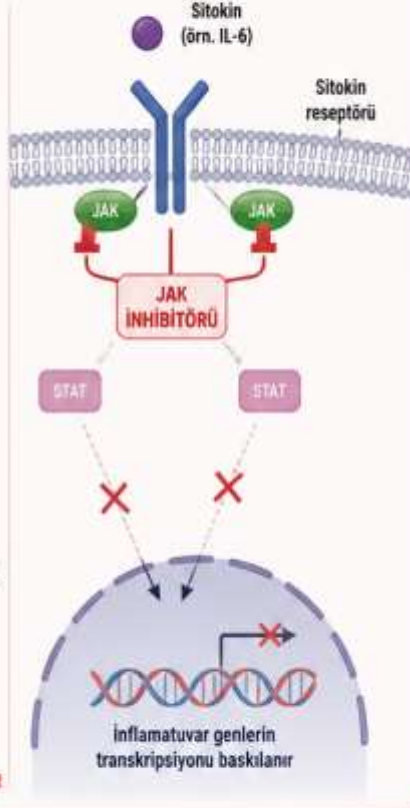 Sitokin
(örn. IL-6)
Sitokin
reseptörü
JAK
JAK
JAK
İNHİBİTÖRÜ
STAT
STAT
İnflamatuvar genlerin
transkripsiyonu baskılanır